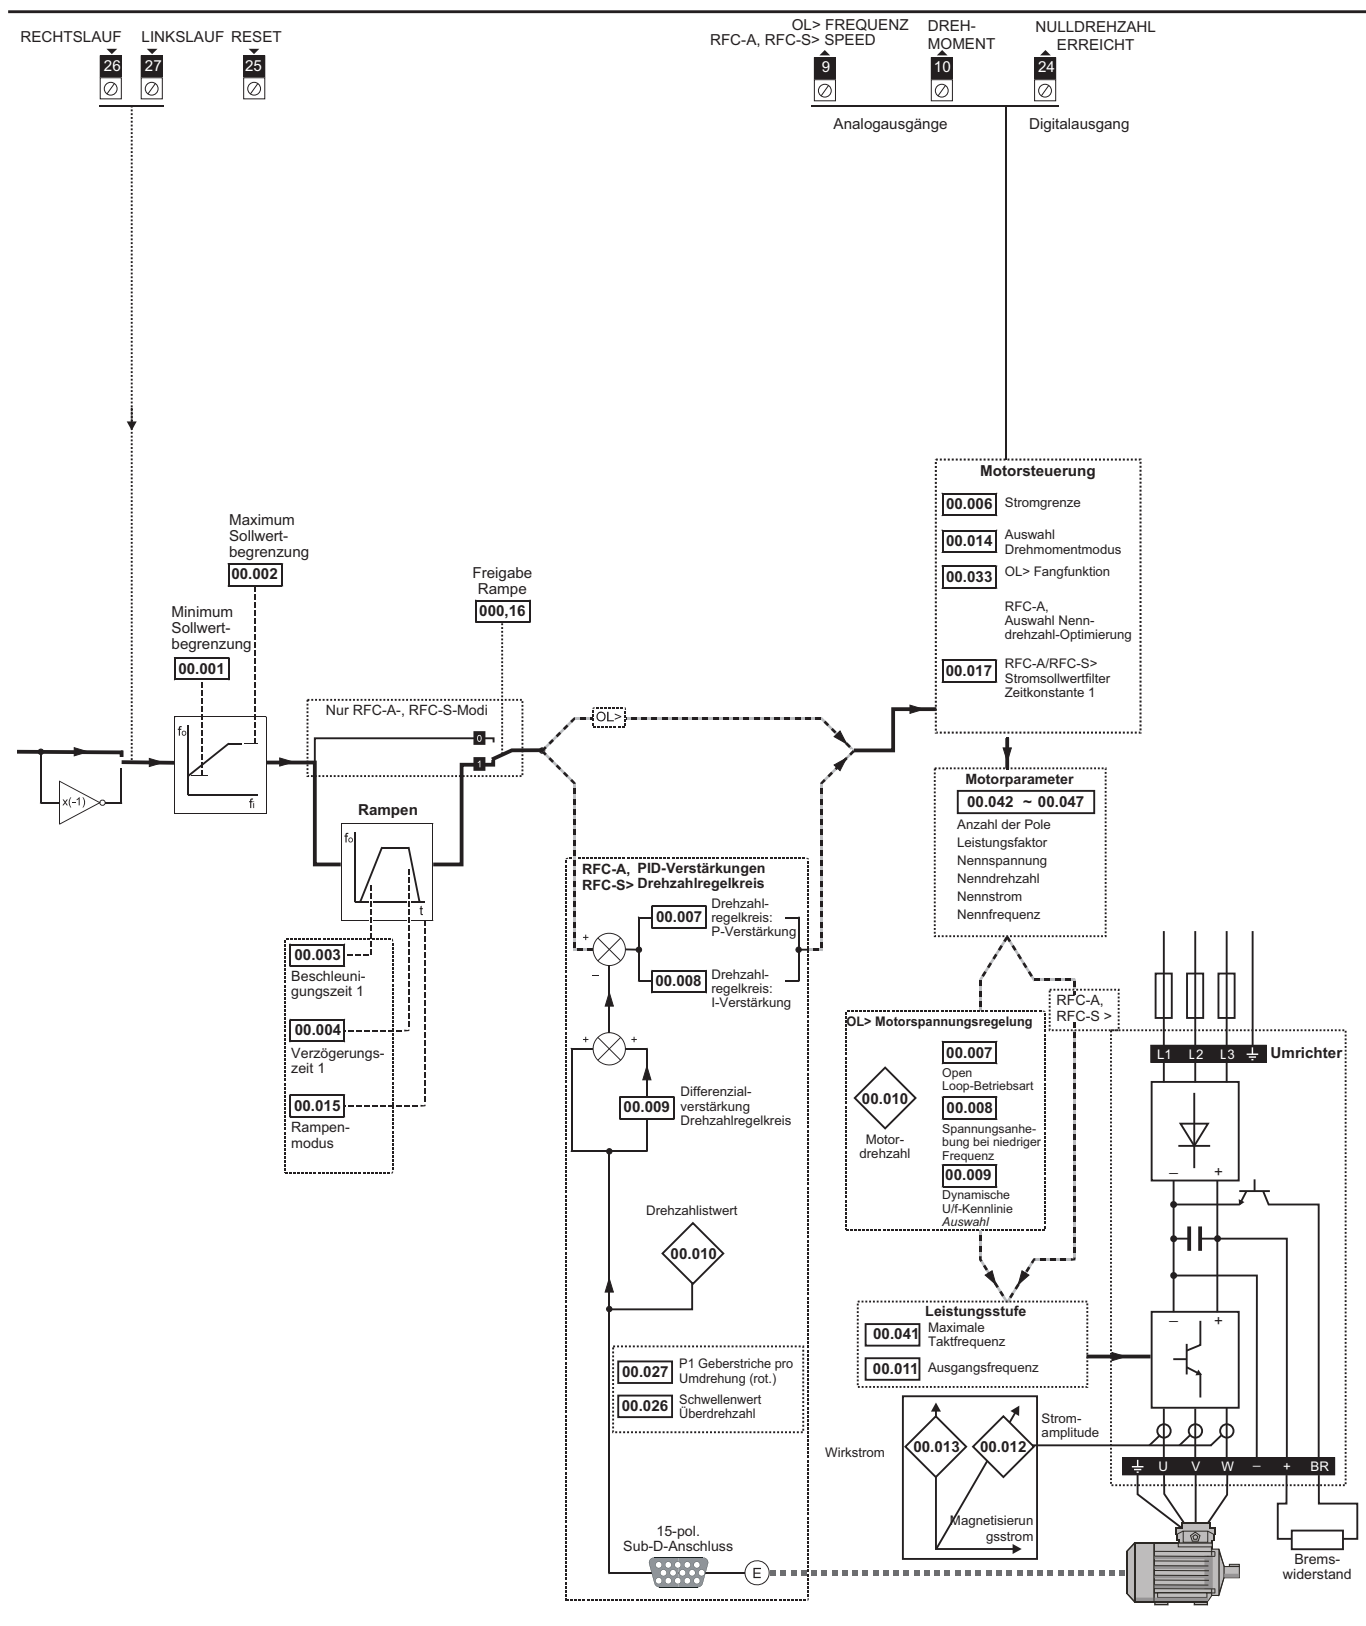 RECHTSLAUF
LINKSLAUF
RESET
26
27
25
OL> FREQUENZ
RFC-A, RFC-S> SPEED
DREH-
MOMENT
NULLDREHZAHL
ERREICHT
9
10
24
Analogausgänge
Digitalausgang
Maximum
Sollwert-
begrenzung
00.002
Minimum
Sollwert-
begrenzung
00.001
Freigabe
Rampe
000,16
Nur RFC-A-, RFC-S-Modi
0
1
fo
fi
x(-1)
Rampen
fo
t
00.003
Beschleuni-
gungszeit 1
00.004
Verzögerungs-
zeit 1
00.015
Rampen-
modus
OL>
RFC-A,
RFC-S>
PID-Verstärkungen
Drehzahlregelkreis
+
–
00.007
Drehzahl-
regelkreis:
P-Verstärkung
00.008
Drehzahl-
regelkreis:
I-Verstärkung
+
+
00.009
Differenzial-
verstärkung
Drehzahlregelkreis
Drehzahlistwert
00.010
00.027
P1 Geberstriche pro
Umdrehung (rot.)
00.026
Schwellenwert
Überdrehzahl
15-pol.
Sub-D-Anschluss
E
Motorsteuerung
00.006
Stromgrenze
00.014
Auswahl
Drehmomentmodus
00.033
OL> Fangfunktion
RFC-A,
Auswahl Nenn-
drehzahl-Optimierung
00.017
RFC-A/RFC-S>
Stromsollwertfilter
Zeitkonstante 1
Motorparameter
00.042 ~ 00.047
Anzahl der Pole
Leistungsfaktor
Nennspannung
Nenndrehzahl
Nennstrom
Nennfrequenz
RFC-A,
RFC-S >
OL> Motorspannungsregelung
00.010
Motor-
drehzahl
00.007
Open
Loop-Betriebsart
00.008
Spannungsanhe-
bung bei niedriger
Frequenz
00.009
Dynamische
U/f-Kennlinie
Auswahl
Leistungsstufe
00.041
Maximale
Taktfrequenz
00.011
Ausgangsfrequenz
Wirkstrom
00.013
00.012
Strom-
amplitude
Magnetisierun
gsstrom
L1
L2
L3
Umrichter
–
+
–
+
U
V
W
–
+
BR
Brems-
widerstand